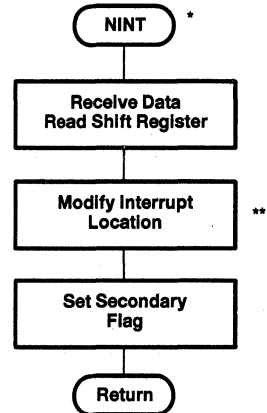 NINT *
Receive Data
Read Shift Register
Modify Interrupt
Location **
Set Secondary
Flag
Return